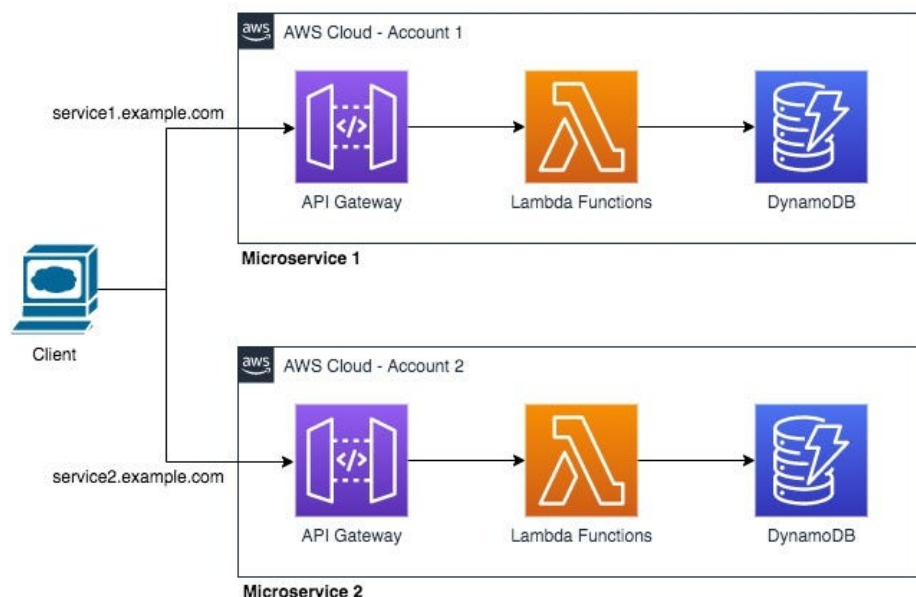 aws AWS Cloud - Account 1
service1.example.com
</>
API Gateway Lambda Functions DynamoDB
Microservice 1
Client
aws AWS Cloud - Account 2
</>
service2.example.com
API Gateway Lambda Functions DynamoDB
Microservice 2